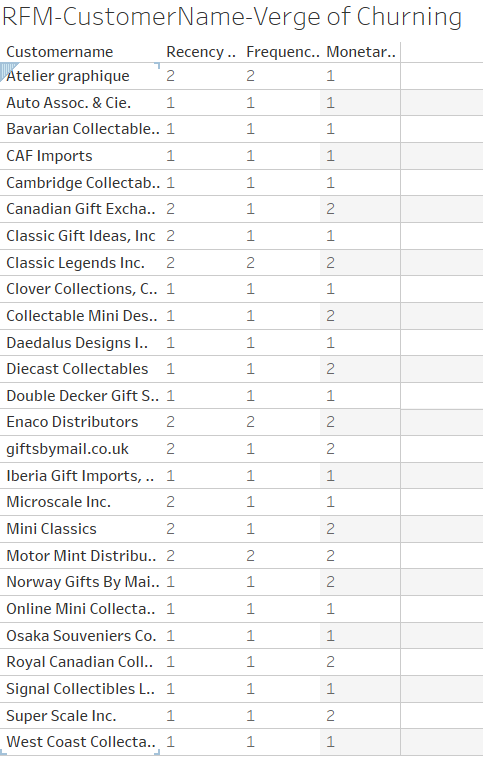 RFM-CustomerName-Verge of Churning
Customername Recency .. Frequenc.. Monetar..
Atelier graphique 2 2 1
Auto Assoc. & Cie. 1 1 1
Bavarian Collectable.. 1 1 1
CAF Imports 1 1 1
Cambridge Collectab.. 1 1 1
Canadian Gift Excha.. 2 1 2
Classic Gift Ideas, Inc 2 1 1
Classic Legends Inc. 2 2 2
Clover Collections, C.. 1 1 1
Collectable Mini Des.. 1 1 2
Daedalus Designs I.. 1 1 1
Diecast Collectables 1 1 2
Double Decker Gift S.. 1 1 1
Enaco Distributors 2 2 2
giftsbymail.co.uk 2 1 2
Iberia Gift Imports, .. 1 1 1
Microscale Inc. 2 1 1
Mini Classics 2 1 2
Motor Mint Distribu.. 2 2 2
Norway Gifts By Mai.. 1 1 2
Online Mini Collecta.. 1 1 1
Osaka Souveniers Co. 1 1 1
Royal Canadian Coll.. 1 1 2
Signal Collectibles L.. 1 1 1
Super Scale Inc. 1 1 2
West Coast Collecta.. 1 1 1